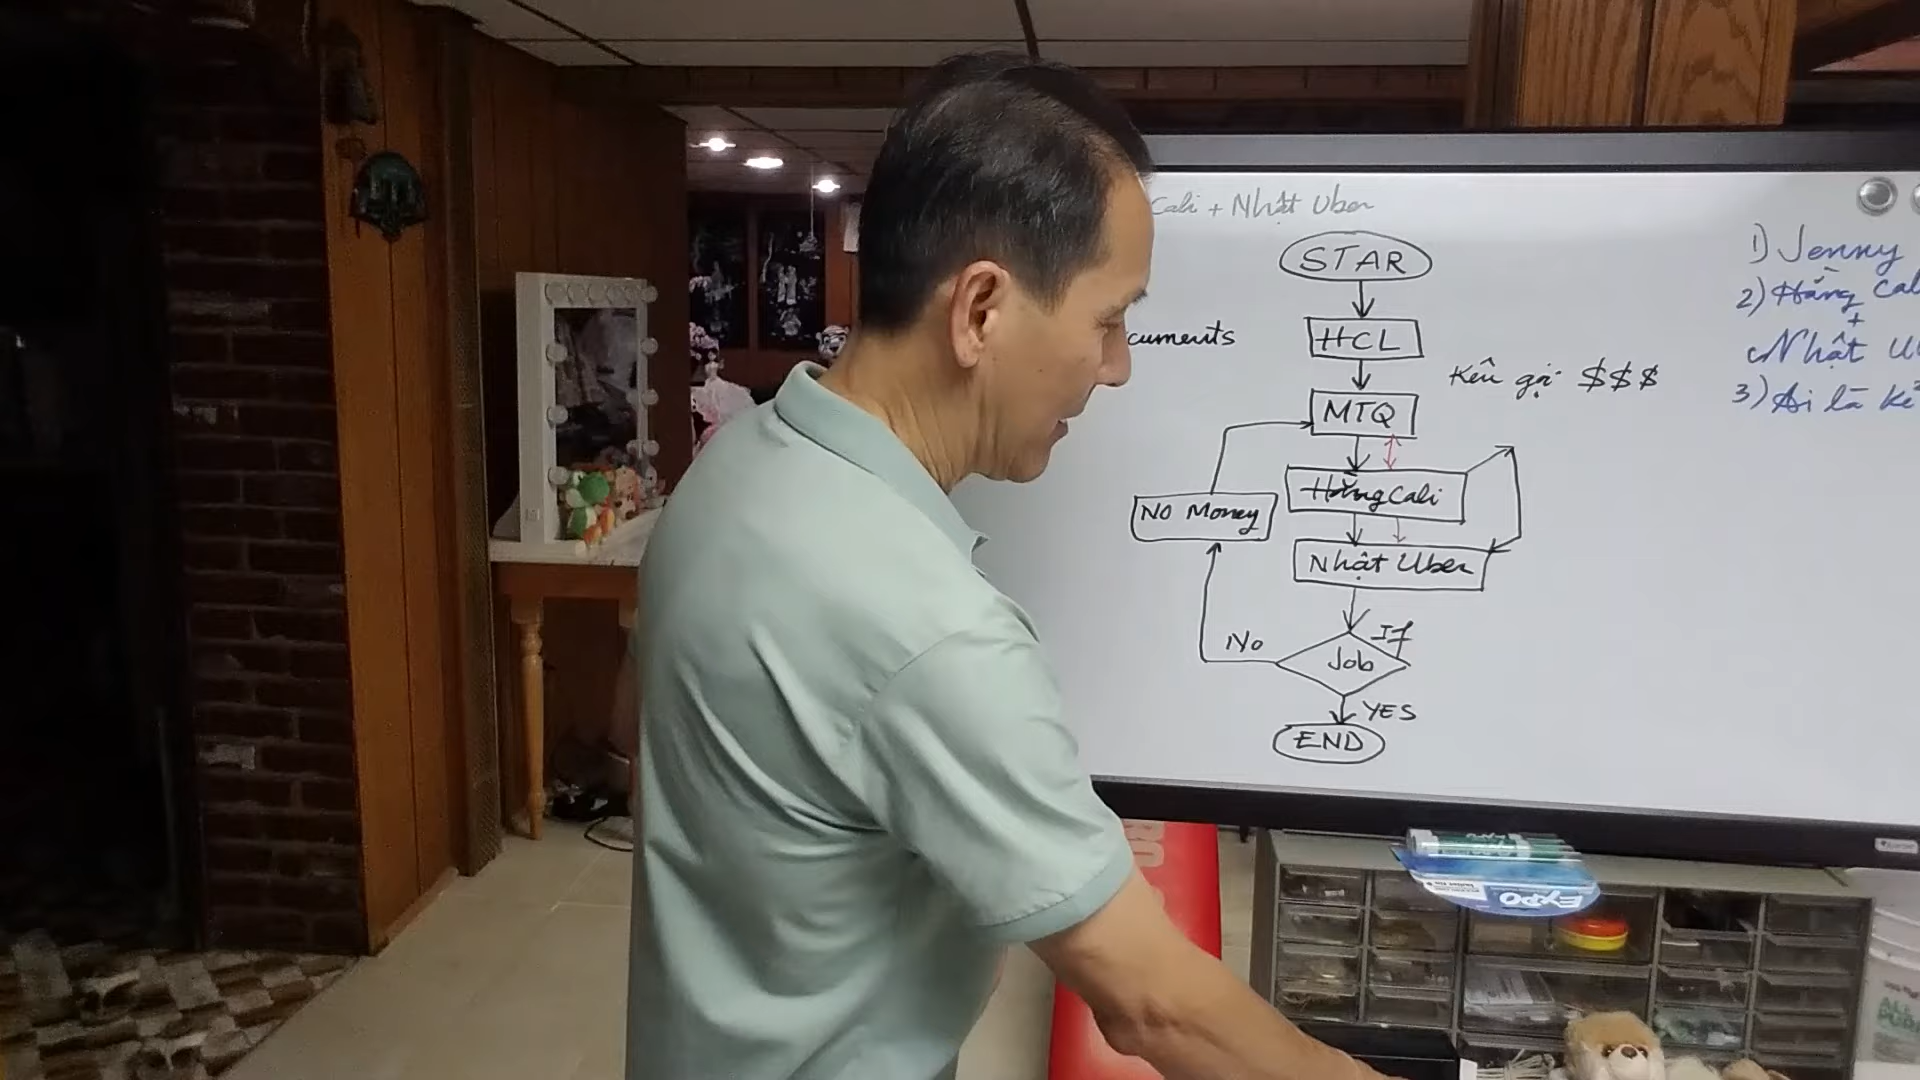 Cali + Nhật Uber
STAR
HCL
MTQ
Hằng Cali
Nhật Uber
If
Job
No
No Money
YES
END
cuments
Kêu gọi $$$
1) Jenny
2) Hằng Cal
+
Nhật U
3) Ai là kẻ
EXPO